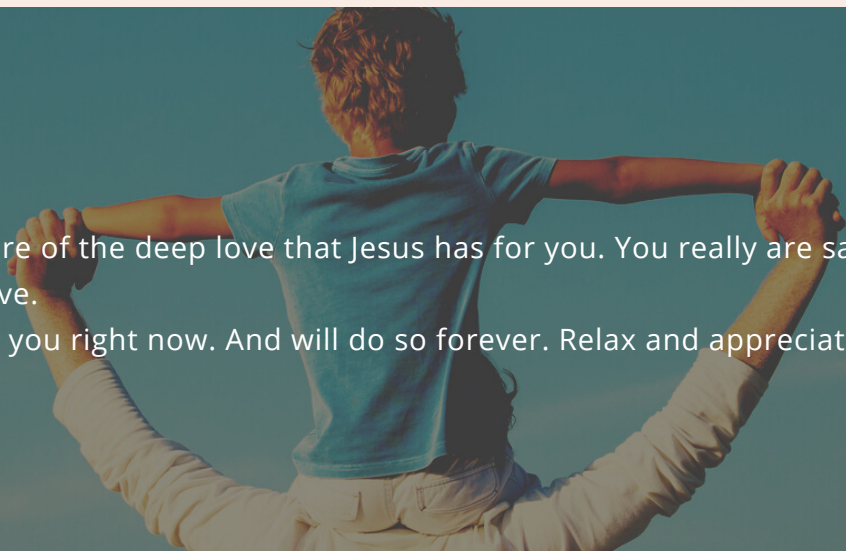 re of the deep love that Jesus has for you. You really are sa
ve.
you right now. And will do so forever. Relax and appreciat